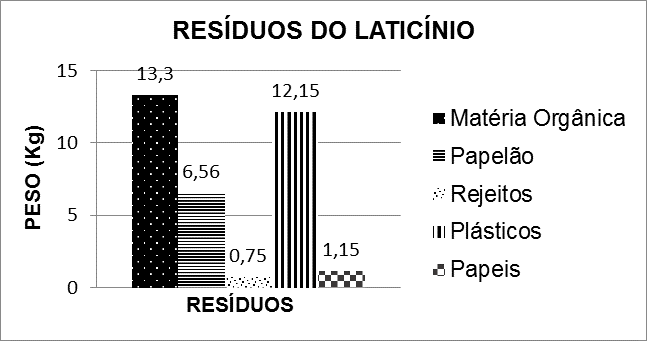 RESÍDUOS DO LATICÍNIO
15
10
5
0
PESO (Kg)
13,3
6,56
0,75
12,15
1,15
RESÍDUOS
Matéria Orgânica
Papelão
Rejeitos
Plásticos
Papeis